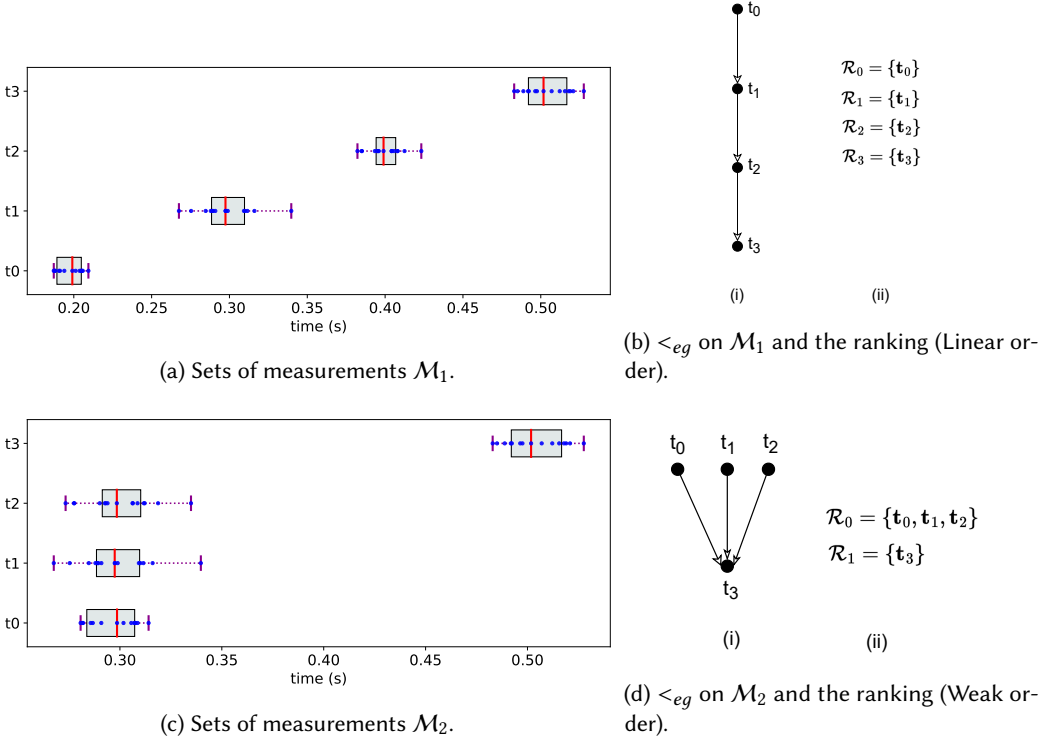 t3
t2
t1
t0
0.20 0.25 0.30 0.35 0.40 0.45 0.50
time (s)
(a) Sets of measurements ℳ₁.
t₀
t₁
t₂
t₃
(i)
ℛ₀ = {t₀}
ℛ₁ = {t₁}
ℛ₂ = {t₂}
ℛ₃ = {t₃}
(ii)
(b) <ₑg on ℳ₁ and the ranking (Linear or-
der).
t3
t2
t1
t0
0.30 0.35 0.40 0.45 0.50
time (s)
(c) Sets of measurements ℳ₂.
t₀ t₁ t₂
t₃
(i)
ℛ₀ = {t₀, t₁, t₂}
ℛ₁ = {t₃}
(ii)
(d) <ₑg on ℳ₂ and the ranking (Weak or-
der).